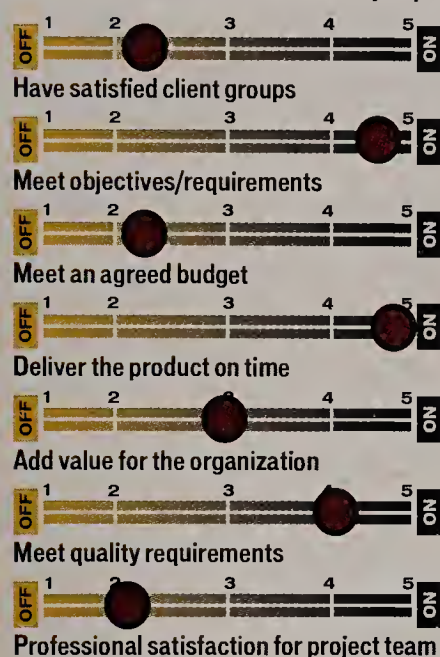 1 2 3 4 5
OFF ON
Have satisfied client groups
1 2 3 4 5
OFF ON
Meet objectives/requirements
1 2 3 4 5
OFF ON
Meet an agreed budget
1 2 3 4 5
OFF ON
Deliver the product on time
1 2 4 5
OFF ON
Add value for the organization
1 2 3 4 5
OFF ON
Meet quality requirements
1 2 3 4 5
OFF ON
Professional satisfaction for project team